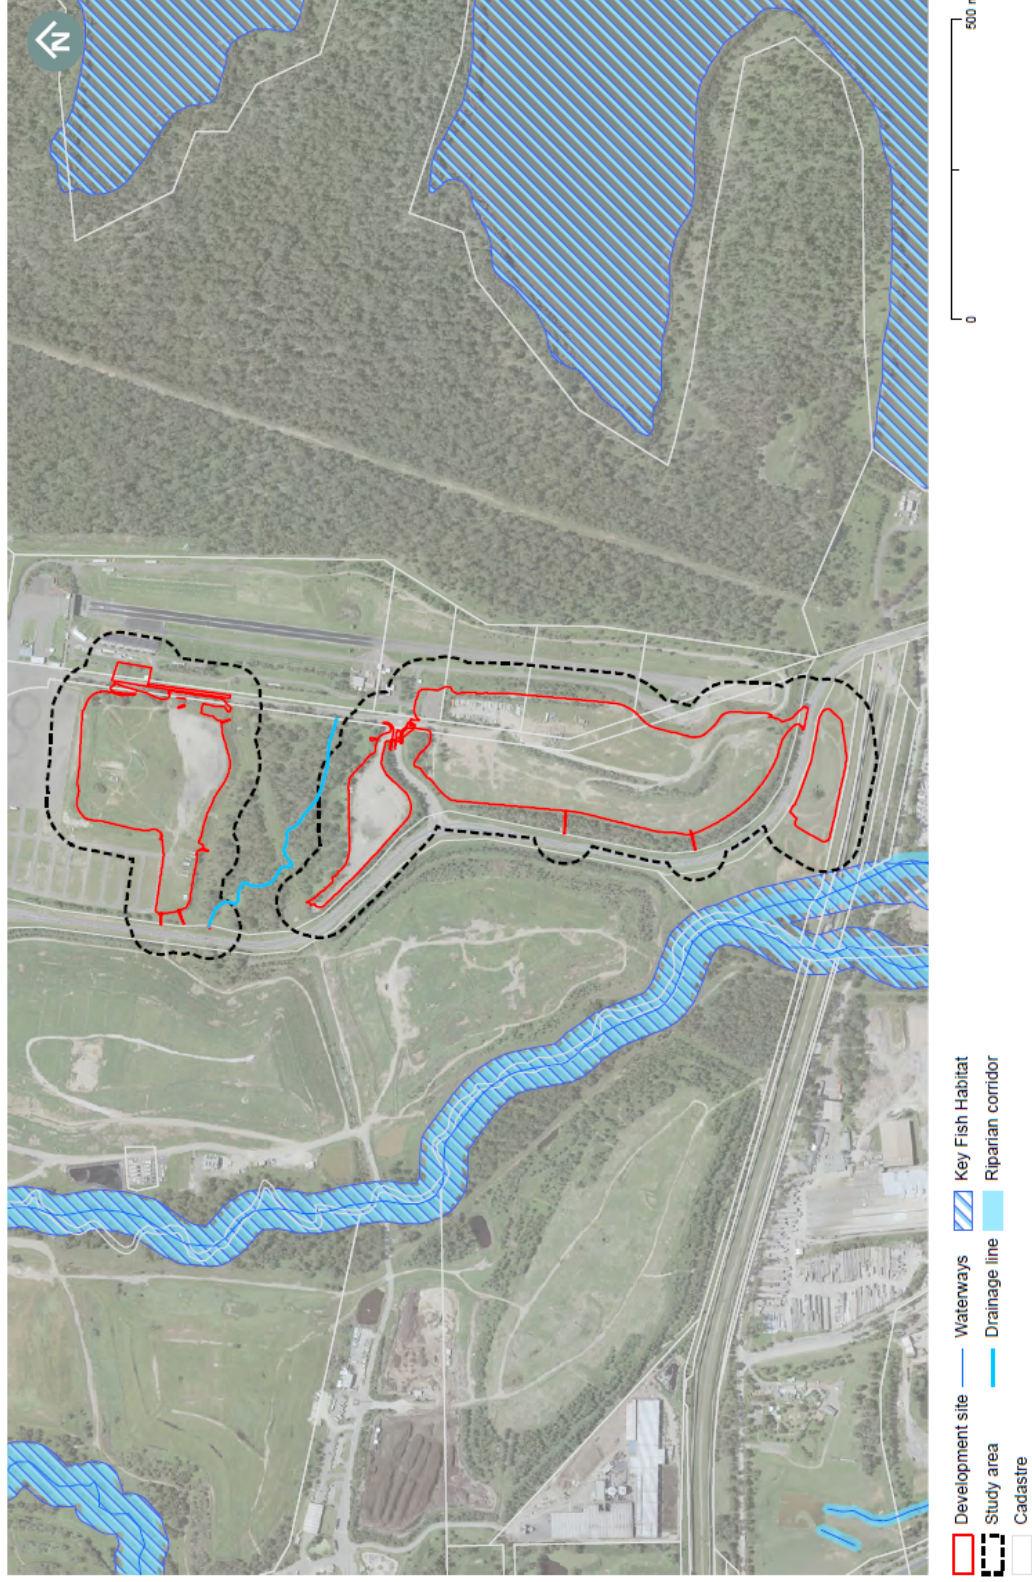 N
0
500 m
Development site
Waterways
Key Fish Habitat
Study area
Drainage line
Riparian corridor
Cadastre